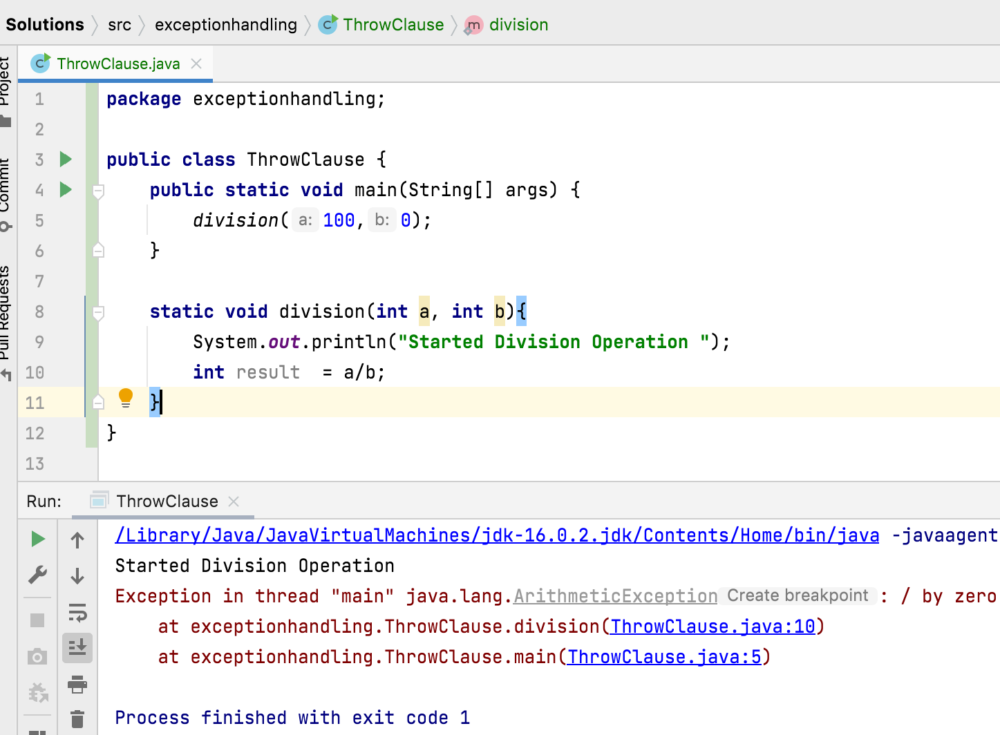 Solutions src exceptionhandling ThrowClause division
ThrowClause.java
Project
Commit
Pull Requests
1 package exceptionhandling;
2
3 public class ThrowClause {
4 public static void main(String[] args) {
5 division( a: 100, b: 0);
6 }
7
8 static void division(int a, int b){
9 System.out.println("Started Division Operation ");
10 int result  = a/b;
11 }
12 }
13
Run: ThrowClause
/Library/Java/JavaVirtualMachines/jdk-16.0.2.jdk/Contents/Home/bin/java -javaagent
Started Division Operation
Exception in thread "main" java.lang.ArithmeticException Create breakpoint : / by zero
at exceptionhandling.ThrowClause.division(ThrowClause.java:10)
at exceptionhandling.ThrowClause.main(ThrowClause.java:5)
Process finished with exit code 1